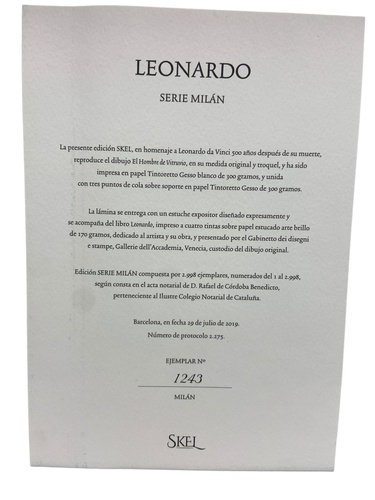 LEONARDO
SERIE MILÁN
La presente edición SKEL, en homenaje a Leonardo da Vinci 500 años después de su muerte,
reproduce el dibujo El Hombre de Vitruvio, en su medida original y troquel, y ha sido
impresa en papel Tintoretto Gesso blanco de 300 gramos, y unida
con tres puntos de cola sobre soporte en papel Tintoretto Gesso de 300 gramos.
La lámina se entrega con un estuche expositor diseñado expresamente y
se acompaña del libro Leonardo, impreso a cuatro tintas sobre papel estucado arte brillo
de 170 gramos, dedicado al artista y su obra, y presentado por el Gabinetto dei disegni
e stampe, Gallerie dell'Accademia, Venecia, custodio del dibujo original.
Edición SERIE MILÁN compuesta por 2.998 ejemplares, numerados del 1 al 2.998,
según consta en el acta notarial de D. Rafael de Córdoba Benedicto,
perteneciente al Ilustre Colegio Notarial de Cataluña.
Barcelona, en fecha 29 de julio de 2019.
Número de protocolo 2.175.
EJEMPLAR Nº
1243
MILÁN
SKEL